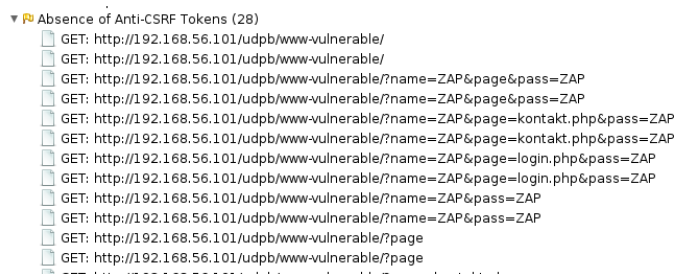 Absence of Anti-CSRF Tokens (28)
GET: http://192.168.56.101/udpb/www-vulnerable/
GET: http://192.168.56.101/udpb/www-vulnerable/
GET: http://192.168.56.101/udpb/www-vulnerable/?name=ZAP&page&pass=ZAP
GET: http://192.168.56.101/udpb/www-vulnerable/?name=ZAP&page&pass=ZAP
GET: http://192.168.56.101/udpb/www-vulnerable/?name=ZAP&page=kontakt.php&pass=ZAP
GET: http://192.168.56.101/udpb/www-vulnerable/?name=ZAP&page=kontakt.php&pass=ZAP
GET: http://192.168.56.101/udpb/www-vulnerable/?name=ZAP&page=login.php&pass=ZAP
GET: http://192.168.56.101/udpb/www-vulnerable/?name=ZAP&page=login.php&pass=ZAP
GET: http://192.168.56.101/udpb/www-vulnerable/?name=ZAP&pass=ZAP
GET: http://192.168.56.101/udpb/www-vulnerable/?name=ZAP&pass=ZAP
GET: http://192.168.56.101/udpb/www-vulnerable/?page
GET: http://192.168.56.101/udpb/www-vulnerable/?page